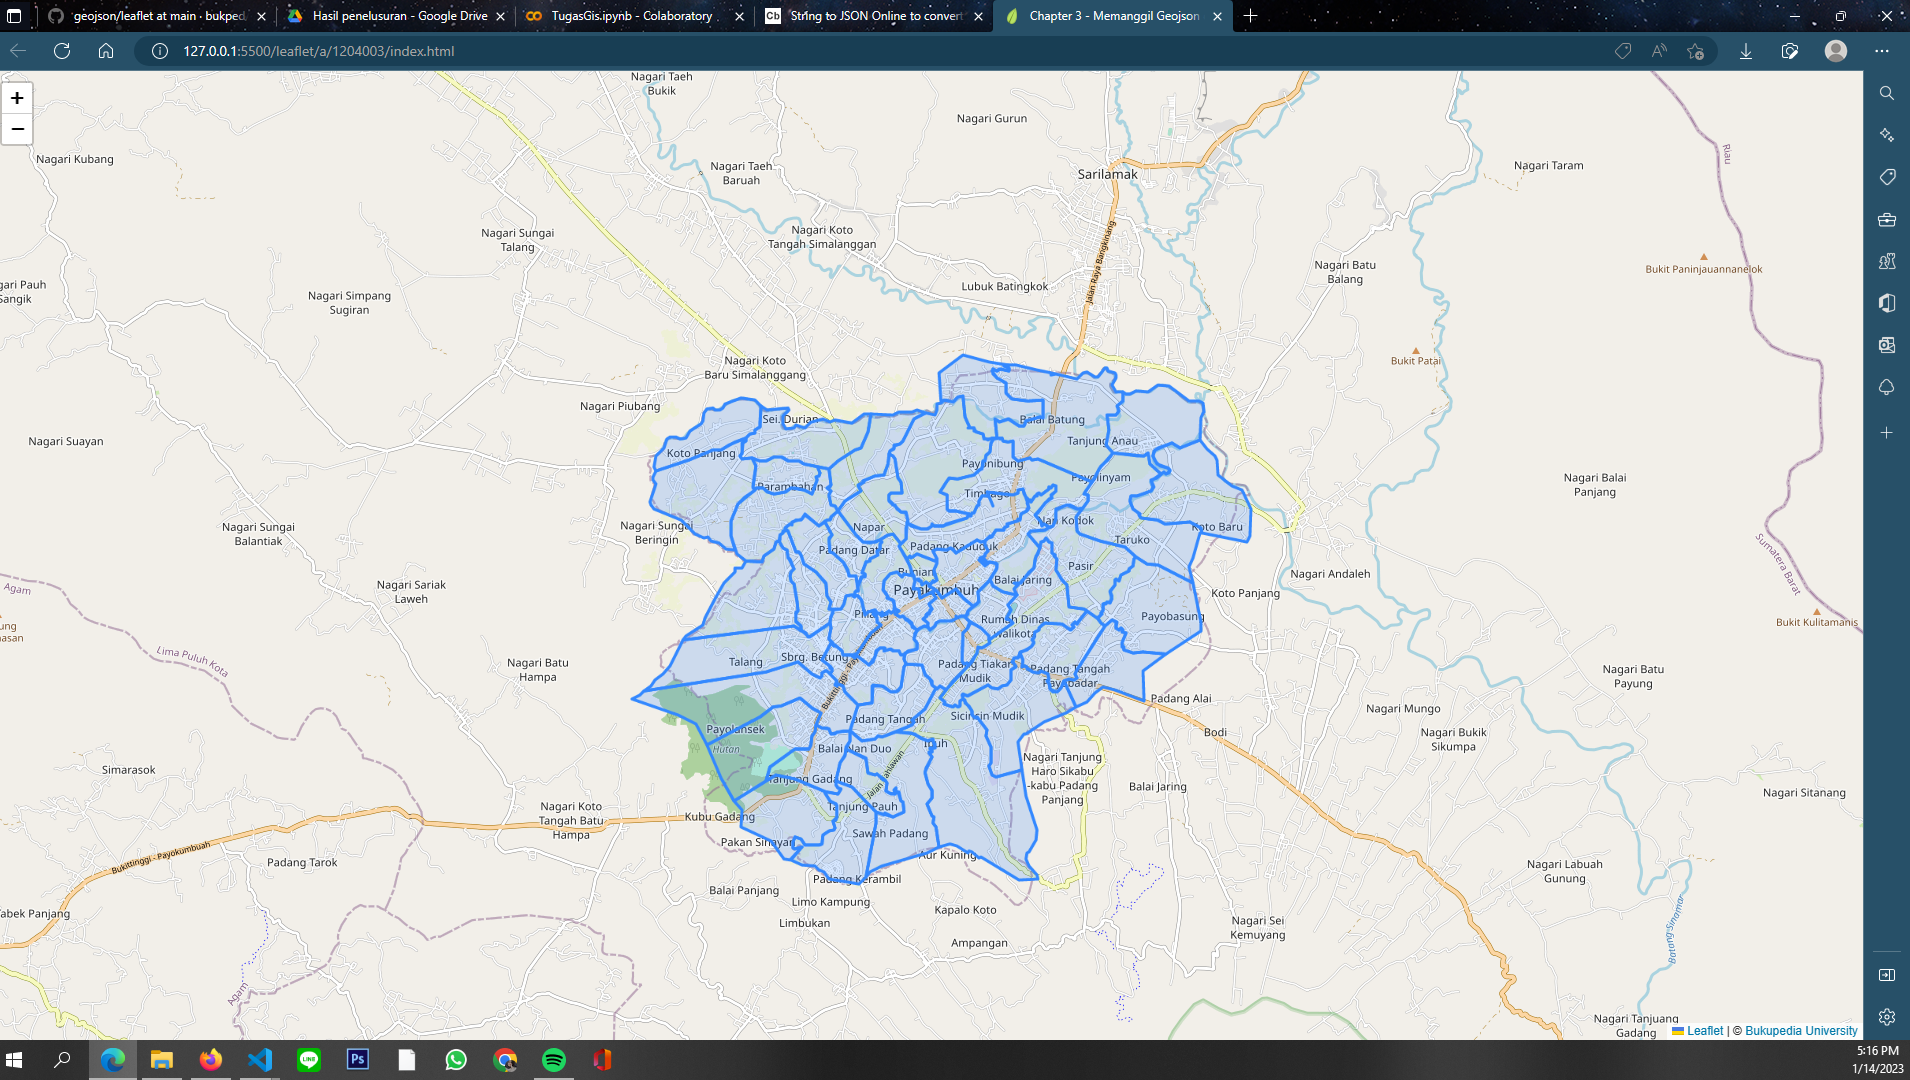 geojson/leaflet at main · bukped
Hasil penelusuran - Google Drive
TugasGis.ipynb - Colaboratory
String to JSON Online to convert
Chapter 3 - Memanggil Geojson
127.0.0.1:5500/leaflet/a/1204003/index.html
+
−
Nagari Taeh
Bukik
Nagari Gurun
Nagari Kubang
Nagari Taeh
Baruah
Sarilamak
Nagari Taram
Riau
Nagari Sungai
Talang
Nagari Koto
Tangah Simalanggan
Jalan Raya Bangkinang
Nagari Batu
Balang
Bukit Paninjauannanelok
gari Pauh
Sangik
Nagari Simpang
Sugiran
Lubuk Batingkok
Nagari Koto
Baru Simalanggang
Bukit Patai
Nagari Piubang
Sei. Durian
Balai Batung
Nagari Suayan
Koto Panjang
Tanjung Anau
Payonibung
Payolinyam
Nagari Balai
Panjang
Parambahan
Timbago
Nagari Sungai
Balantiak
Nagari Sungai
Beringin
Napar
Nan Kodok
Koto Baru
Taruko
Padang Datar
Padang Kaduduk
Sumatera Barat
Bunian
Balai Jaring
Pasir
Nagari Andaleh
Agam
Nagari Sariak
Laweh
Payakumbuh
Koto Panjang
Piliang
Rumah Dinas
Walikota
Payobasung
Bukit Kulitamanis
ung
nasan
Lima Puluh Kota
Nagari Batu
Hampa
Talang
Sbrg. Betung
Bukittinggi - Payakumbuh
Padang Tiakar
Mudik
Padang Tangah
Payobadar
Padang Alai
Nagari Batu
Payung
Nagari Mungo
Padang Tangah
Sicincin Mudik
Payolansek
Hutan
Balai Nan Duo
Ibuh
Bodi
Nagari Bukik
Sikumpa
Simarasok
Tanjung Gadang
Jalan
ahlawan
Nagari Tanjung
Haro Sikabu
-kabu Padang
Panjang
Balai Jaring
Nagari Sitanang
Nagari Koto
Tangah Batu
Hampa
Kubu Gadang
Tanjung Pauh
Sawah Padang
Pakan Sinayan
Bukittinggi - Payokumbuah
Padang Tarok
Aur Kuning
Nagari Labuah
Gunung
Padang Kerambil
Balai Panjang
Limo Kampung
Kapalo Koto
Limbukan
Tabek Panjang
Ampangan
Nagari Sei
Kemuyang
Batang Sinamar
Agam
Nagari Tanjuang
Gadang
Leaflet | © Bukupedia University
LINE
Ps
5:16 PM
1/14/2023